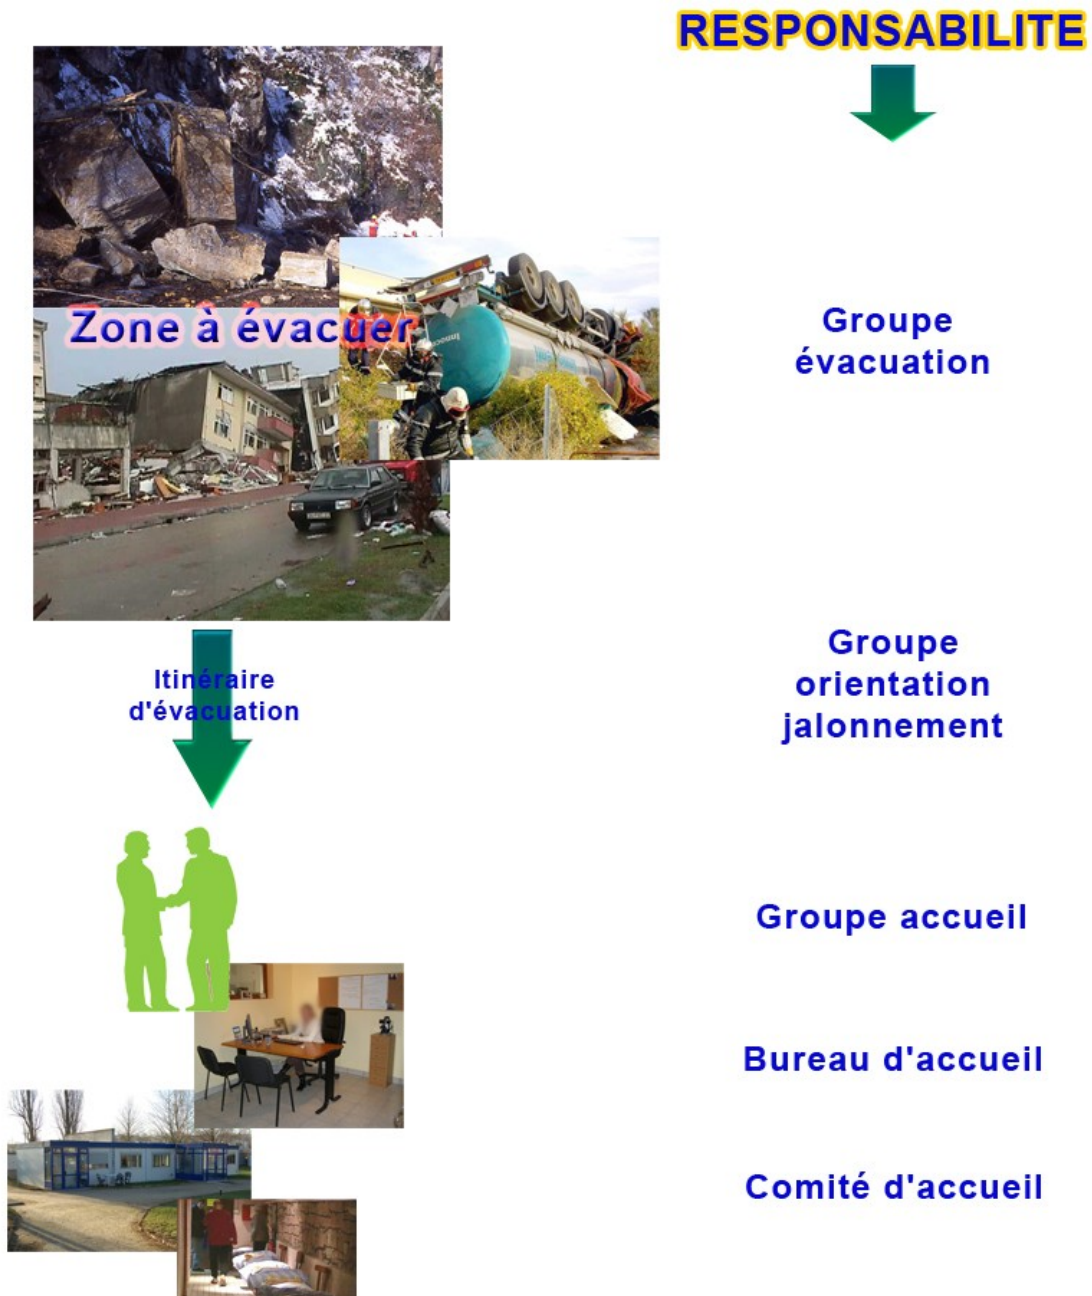 RESPONSABILITE
Zone à évacuer
Groupe
évacuation
Itinéraire
d'évacuation
Groupe
orientation
jalonnement
Groupe accueil
Bureau d'accueil
Comité d'accueil